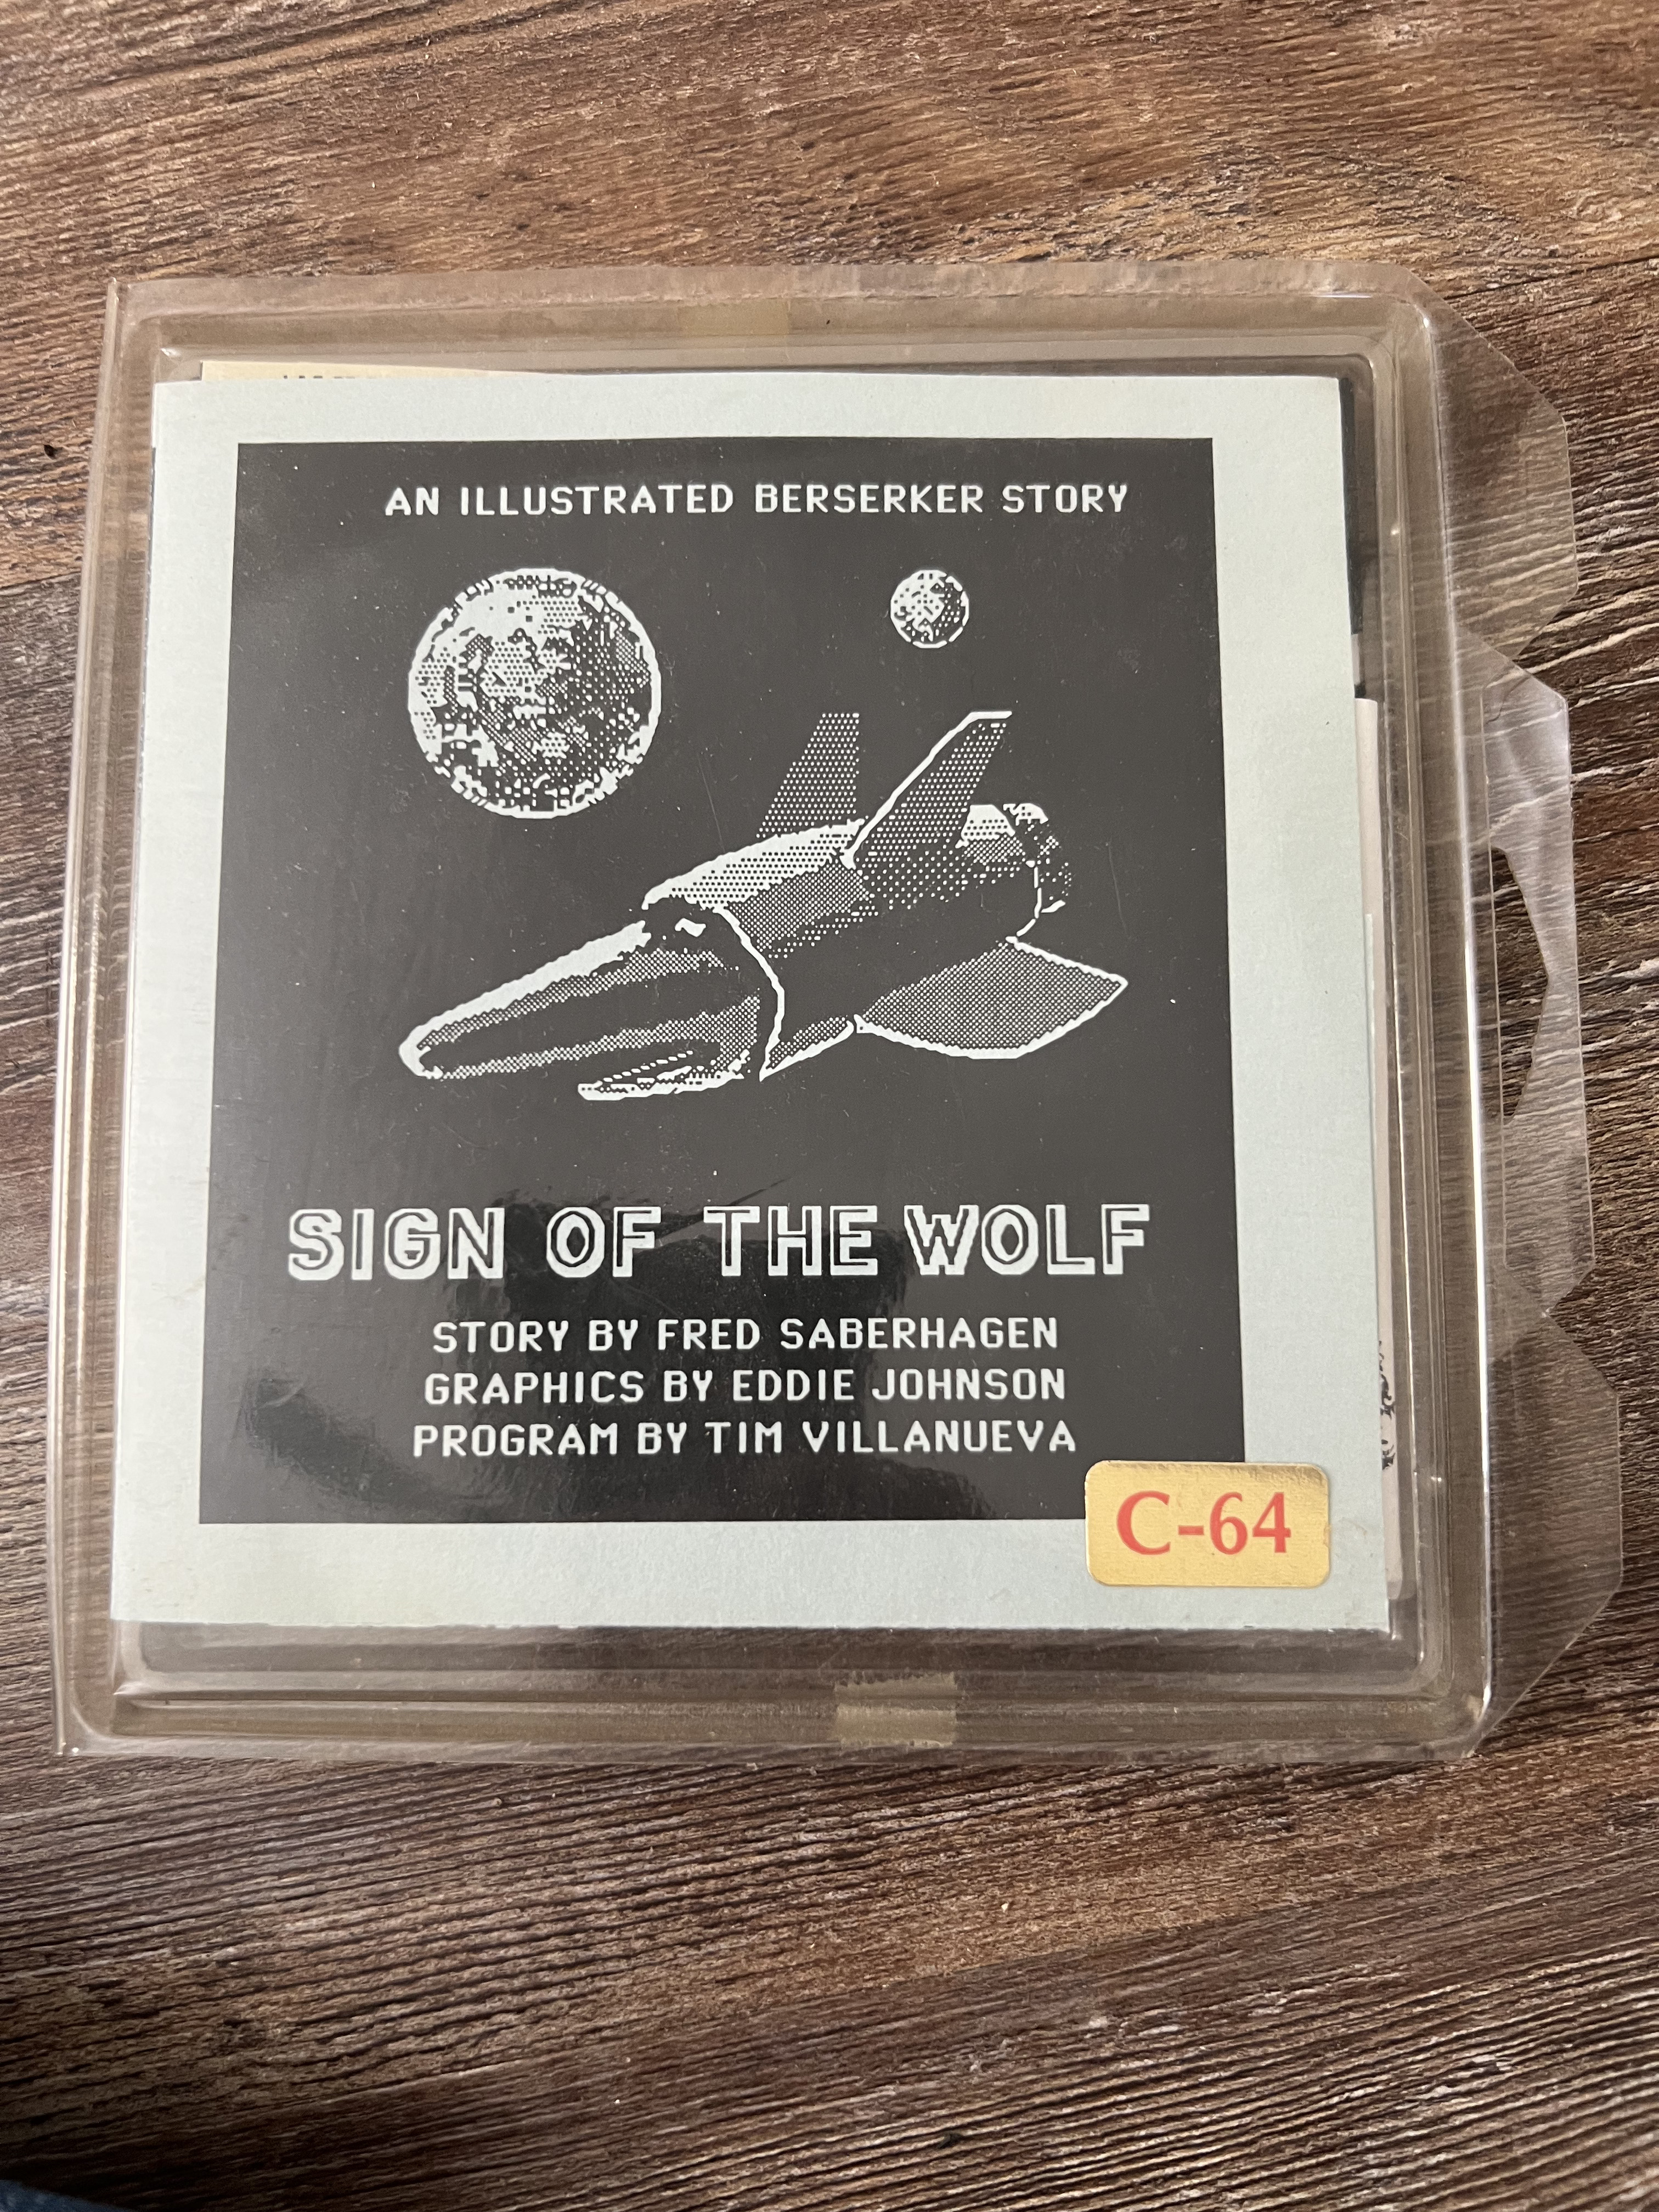 AN ILLUSTRATED BERSERKER STORY
SIGN OF THE WOLF
STORY BY FRED SABERHAGEN
GRAPHICS BY EDDIE JOHNSON
PROGRAM BY TIM VILLANUEVA
C-64